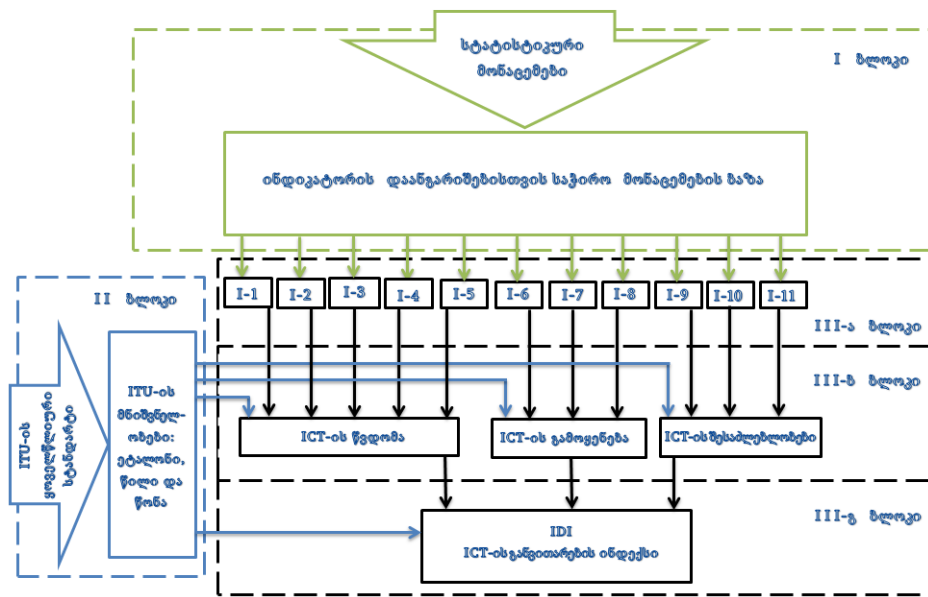 სტატისტიკური
მონაცემები
I ბლოკი
ინდიკატორის დაანგარიშებისთვის საჭირო მონაცემების ბაზა
I-1 I-2 I-3 I-4 I-5 I-6 I-7 I-8 I-9 I-10 I-11
III-ა ბლოკი
II ბლოკი
ITU-ის
ყოველწლიური
სტანდარტი
ITU-ის
მნიშვნელ-
ობები:
ეტალონი,
წილი და
წონა
III-ბ ბლოკი
ICT-ის წვდომა
ICT-ის გამოყენება
ICT-ის შესაძლებლობები
III-გ ბლოკი
IDI
ICT-ის განვითარების ინდექსი